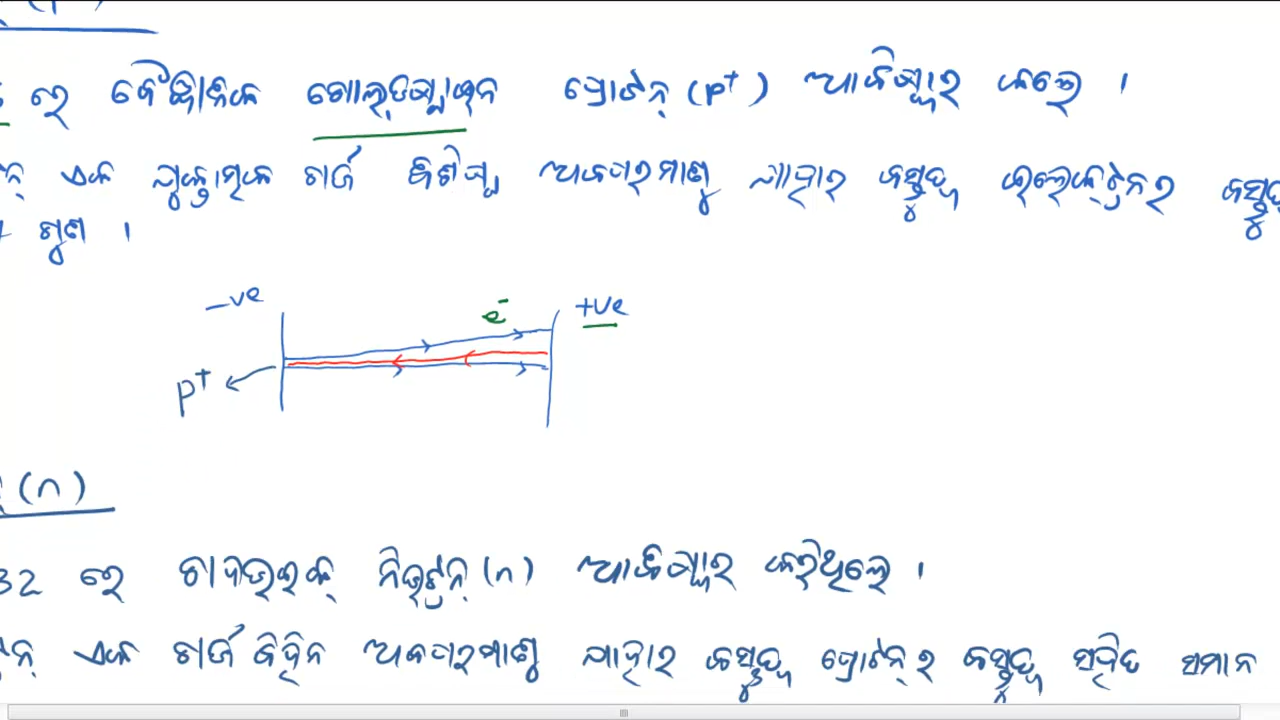 ରେ ବୈଜ୍ଞାନିକ ଗୋଲ୍ଡଷ୍ଟାଇନ ପ୍ରୋଟନ୍ (p⁺) ଆବିଷ୍କାର କଲେ ।
ନ୍ ଏକ ଯୁକ୍ତାତ୍ମକ ଚାର୍ଜ ବିଶିଷ୍ଟ ଅବପରମାଣୁ ଯାହାର ବସ୍ତୁତ୍ୱ ଇଲେକ୍ଟ୍ରନର
ଗୁଣ ।
-ve e⁻ +ve
p⁺
(n)
32 ରେ ଚାଡଉଇକ୍ ନିଉଟ୍ରନ୍ (n) ଆବିଷ୍କାର କରିଥିଲେ ।
ନ୍ ଏକ ଚାର୍ଜ ବିହିନ ଅବପରମାଣୁ ଯାହାର ବସ୍ତୁତ୍ୱ ପ୍ରୋଟନ୍ ର ବସ୍ତୁତ୍ୱ ସହିତ ସମାନ